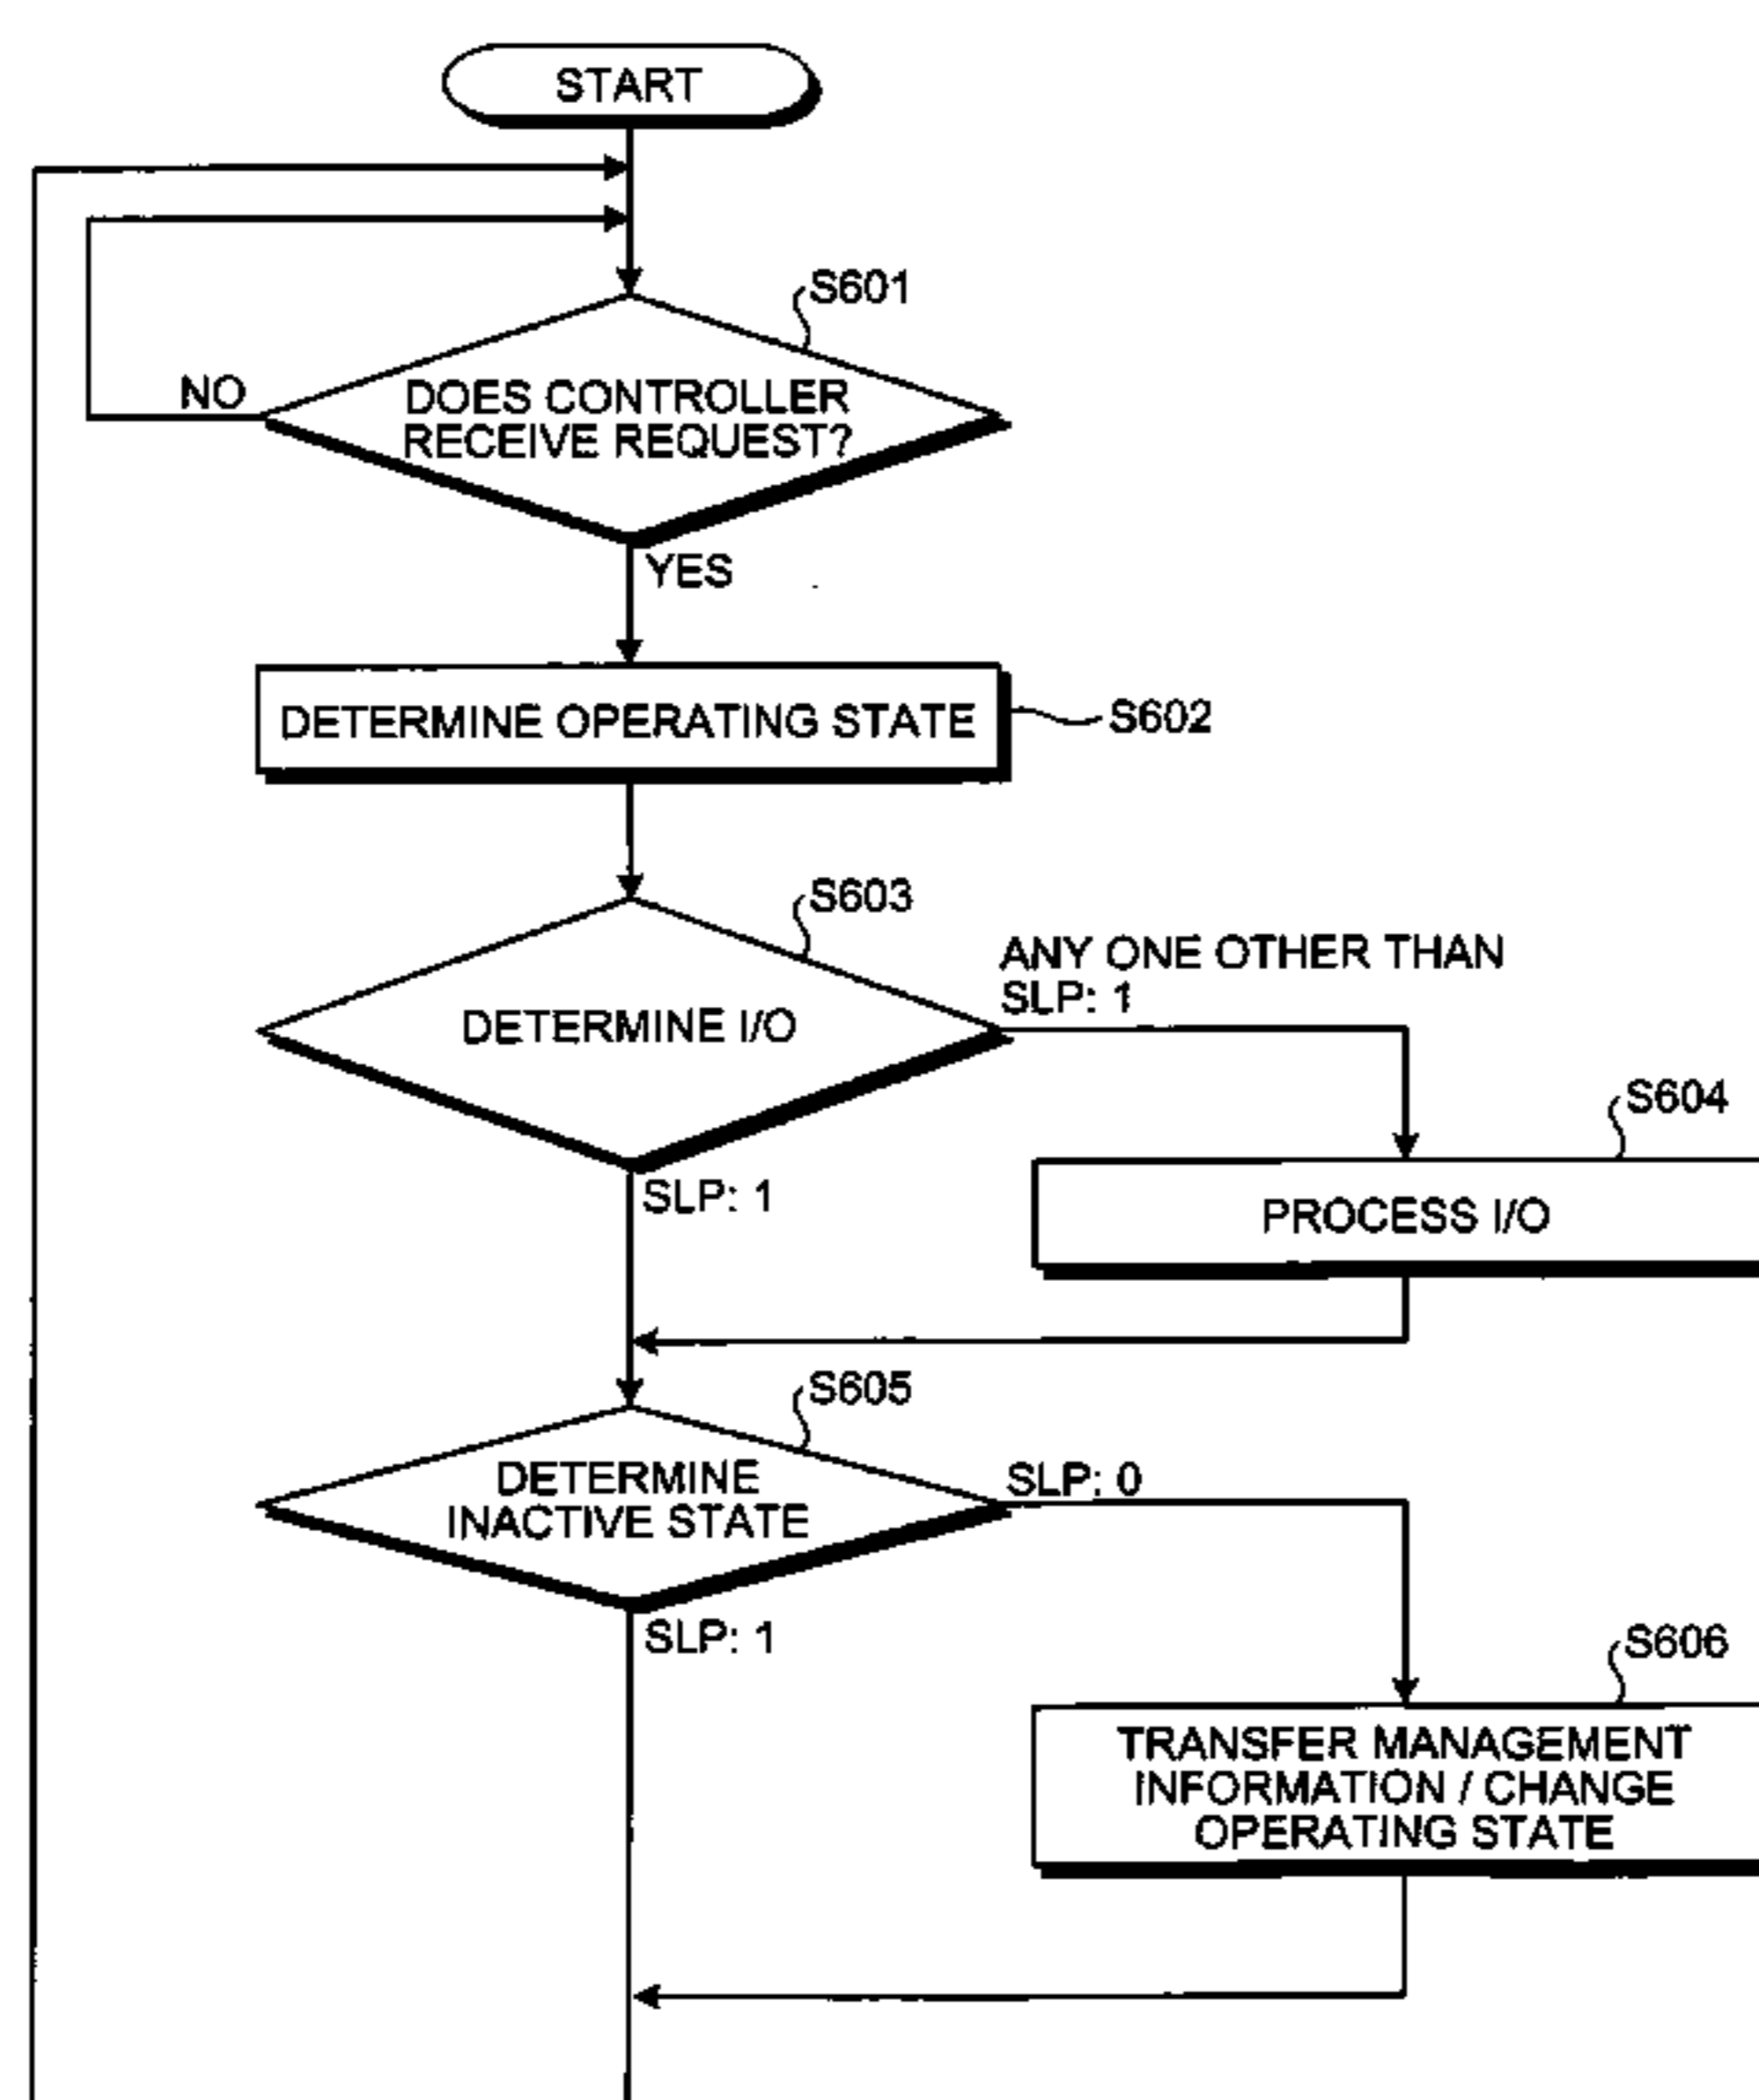 START
S601
NO
DOES CONTROLLER
RECEIVE REQUEST?
YES
DETERMINE OPERATING STATE
S602
S603
ANY ONE OTHER THAN
SLP: 1
DETERMINE I/O
S604
SLP: 1
PROCESS I/O
S605
DETERMINE
INACTIVE STATE
SLP: 0
SLP: 1
S606
TRANSFER MANAGEMENT
INFORMATION / CHANGE
OPERATING STATE